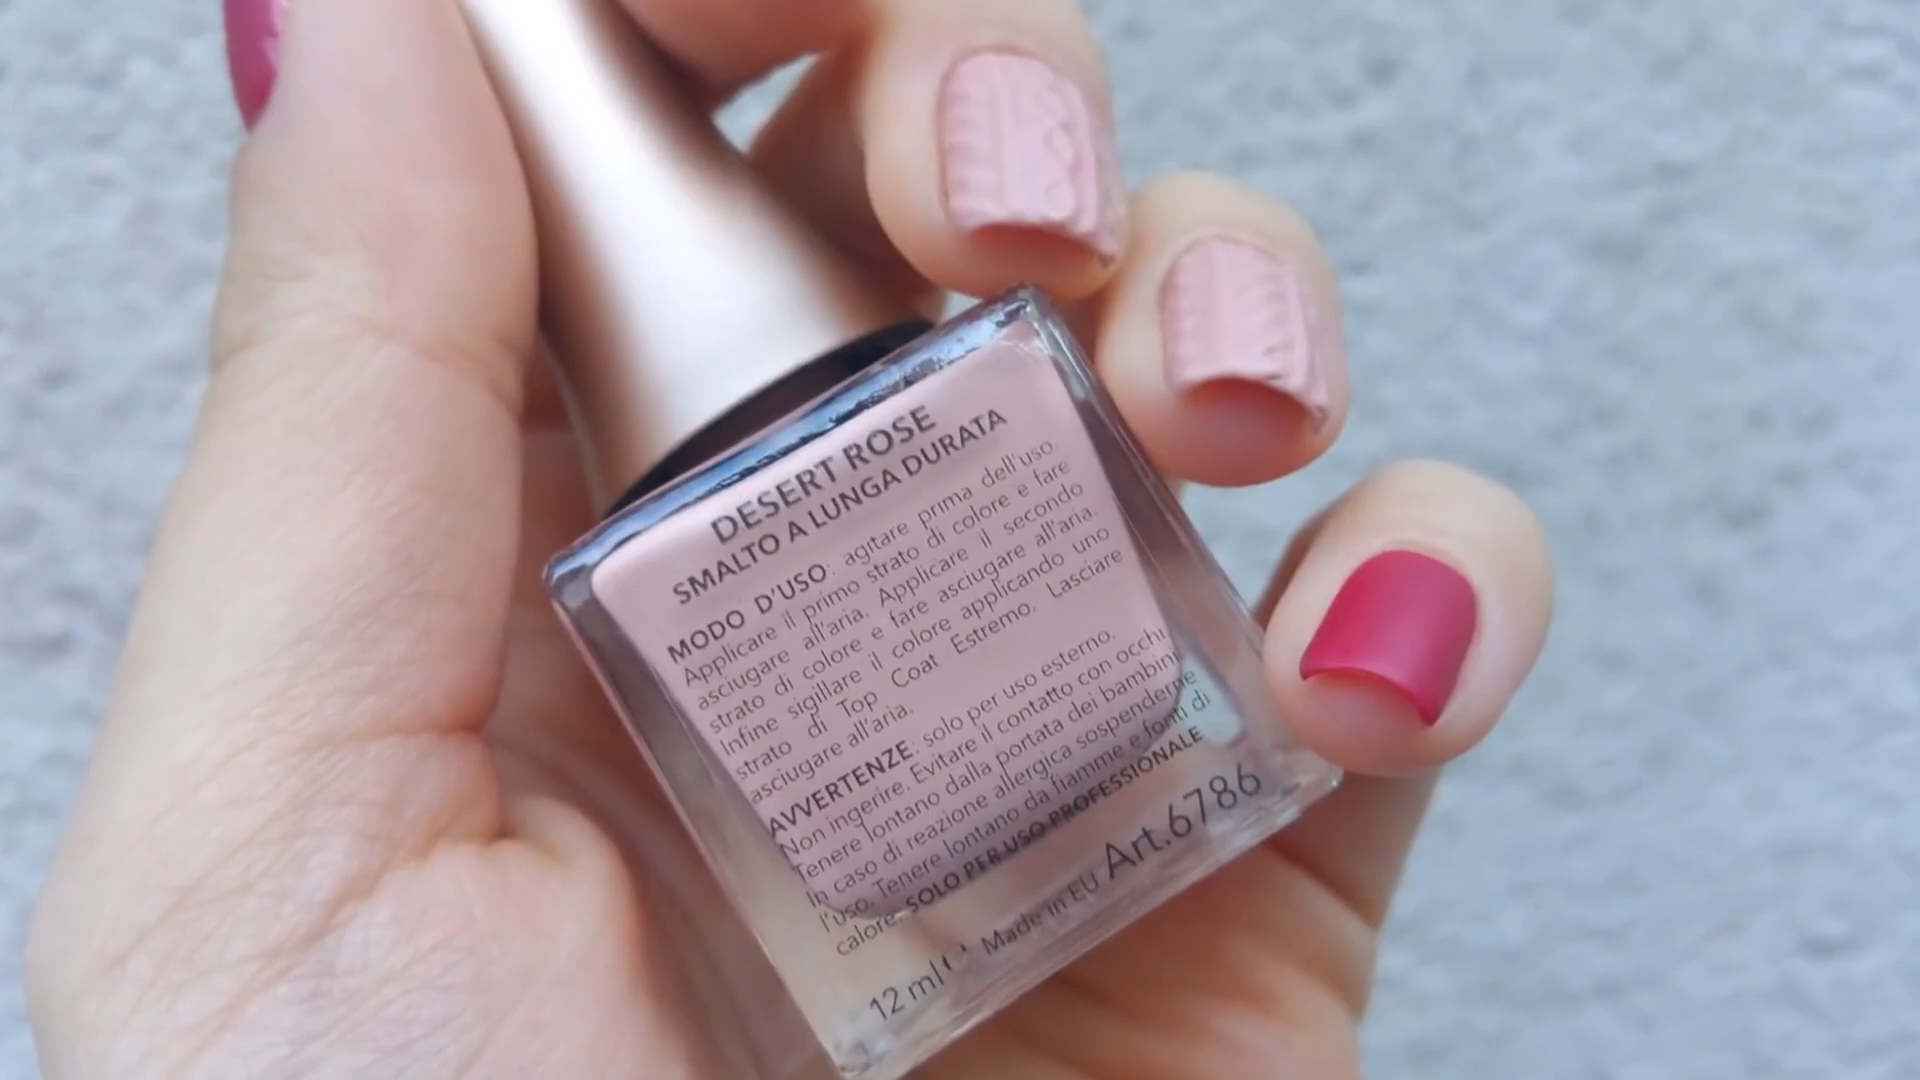 DESERT ROSE
SMALTO A LUNGA DURATA
MODO D'USO: agitare prima dell'uso.
Applicare il primo strato di colore e fare
asciugare all'aria. Applicare il secondo
strato di colore e fare asciugare all'aria.
Infine sigillare il colore applicando uno
strato di Top Coat Estremo. Lasciare
asciugare all'aria.
AVVERTENZE: solo per uso esterno.
Non ingerire. Evitare il contatto con occhi.
Tenere lontano dalla portata dei bambini
In caso di reazione allergica sospenderne
l'uso. Tenere lontano da fiamme e fonti di
calore. SOLO PER USO PROFESSIONALE
12 ml Made in EU Art.6786